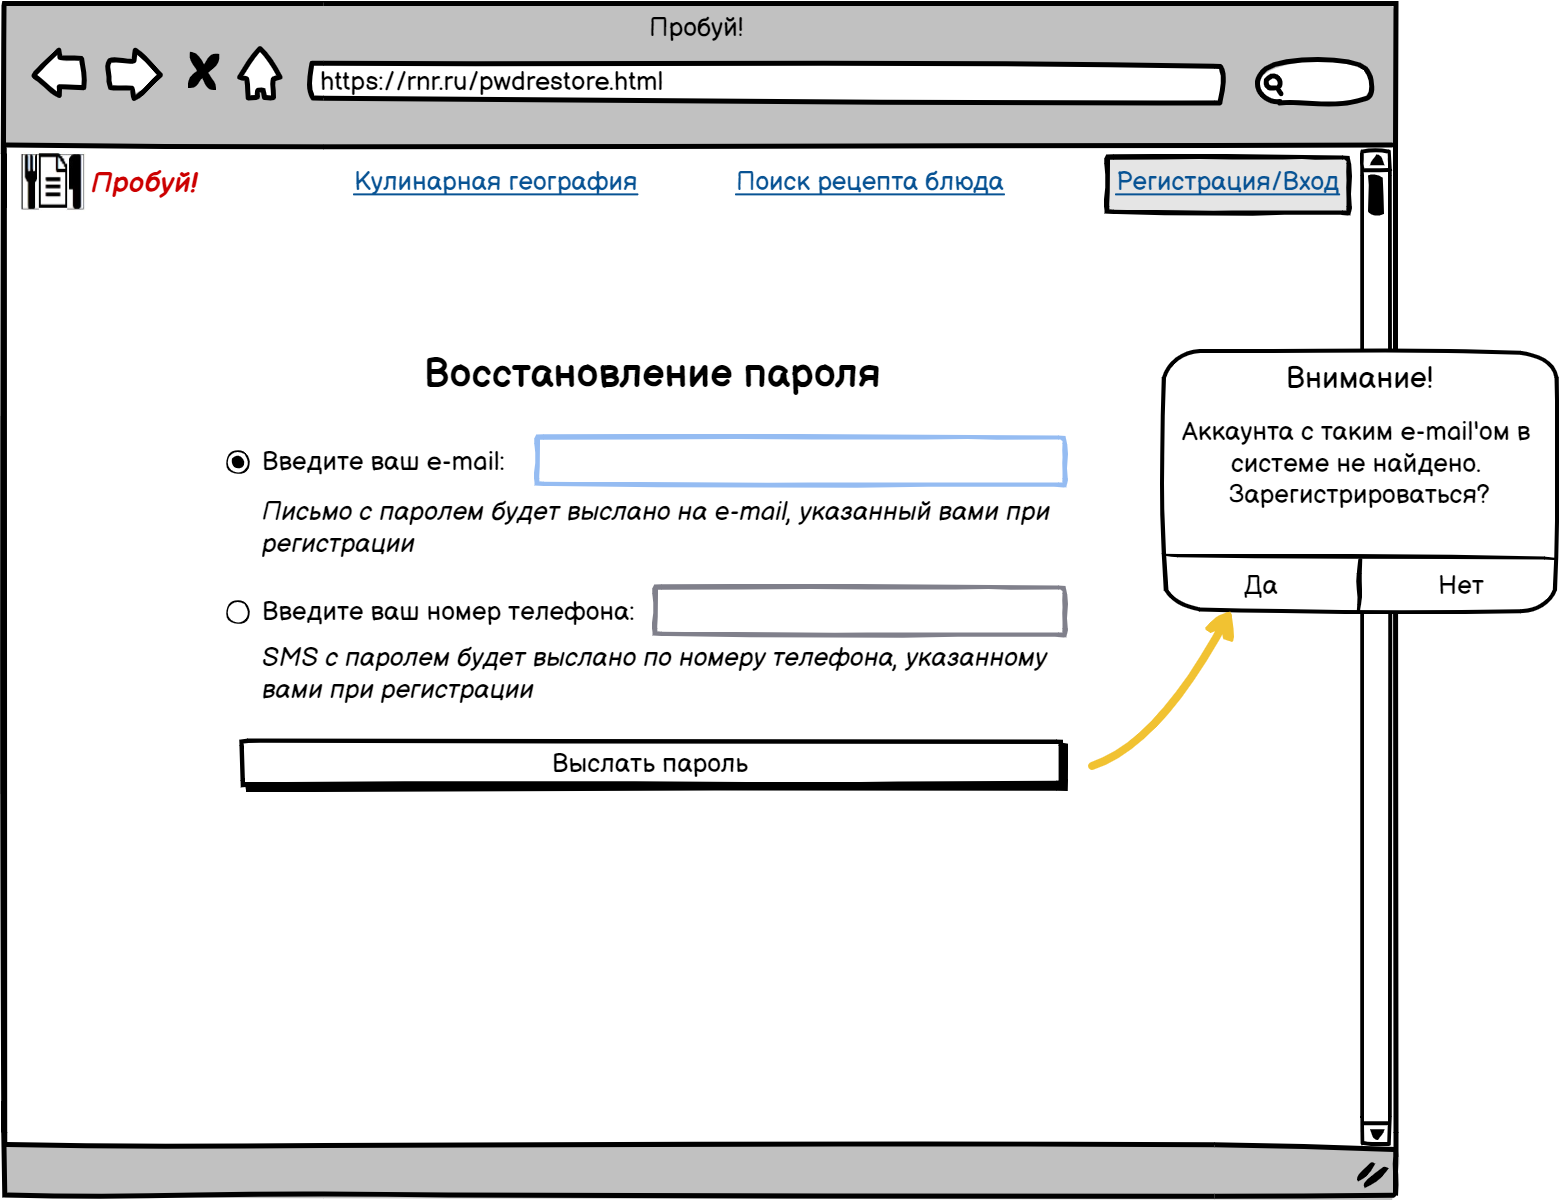 Пробуй!
https://rnr.ru/pwdrestore.html
Пробуй!
Кулинарная география
Поиск рецепта блюда
Регистрация/Вход
Восстановление пароля
Введите ваш e-mail:
Письмо с паролем будет выслано на e-mail, указанный вами при
регистрации
Введите ваш номер телефона:
SMS с паролем будет выслано по номеру телефона, указанному
вами при регистрации
Выслать пароль
Внимание!
Аккаунта с таким e-mail'ом в
системе не найдено.
Зарегистрироваться?
Да
Нет